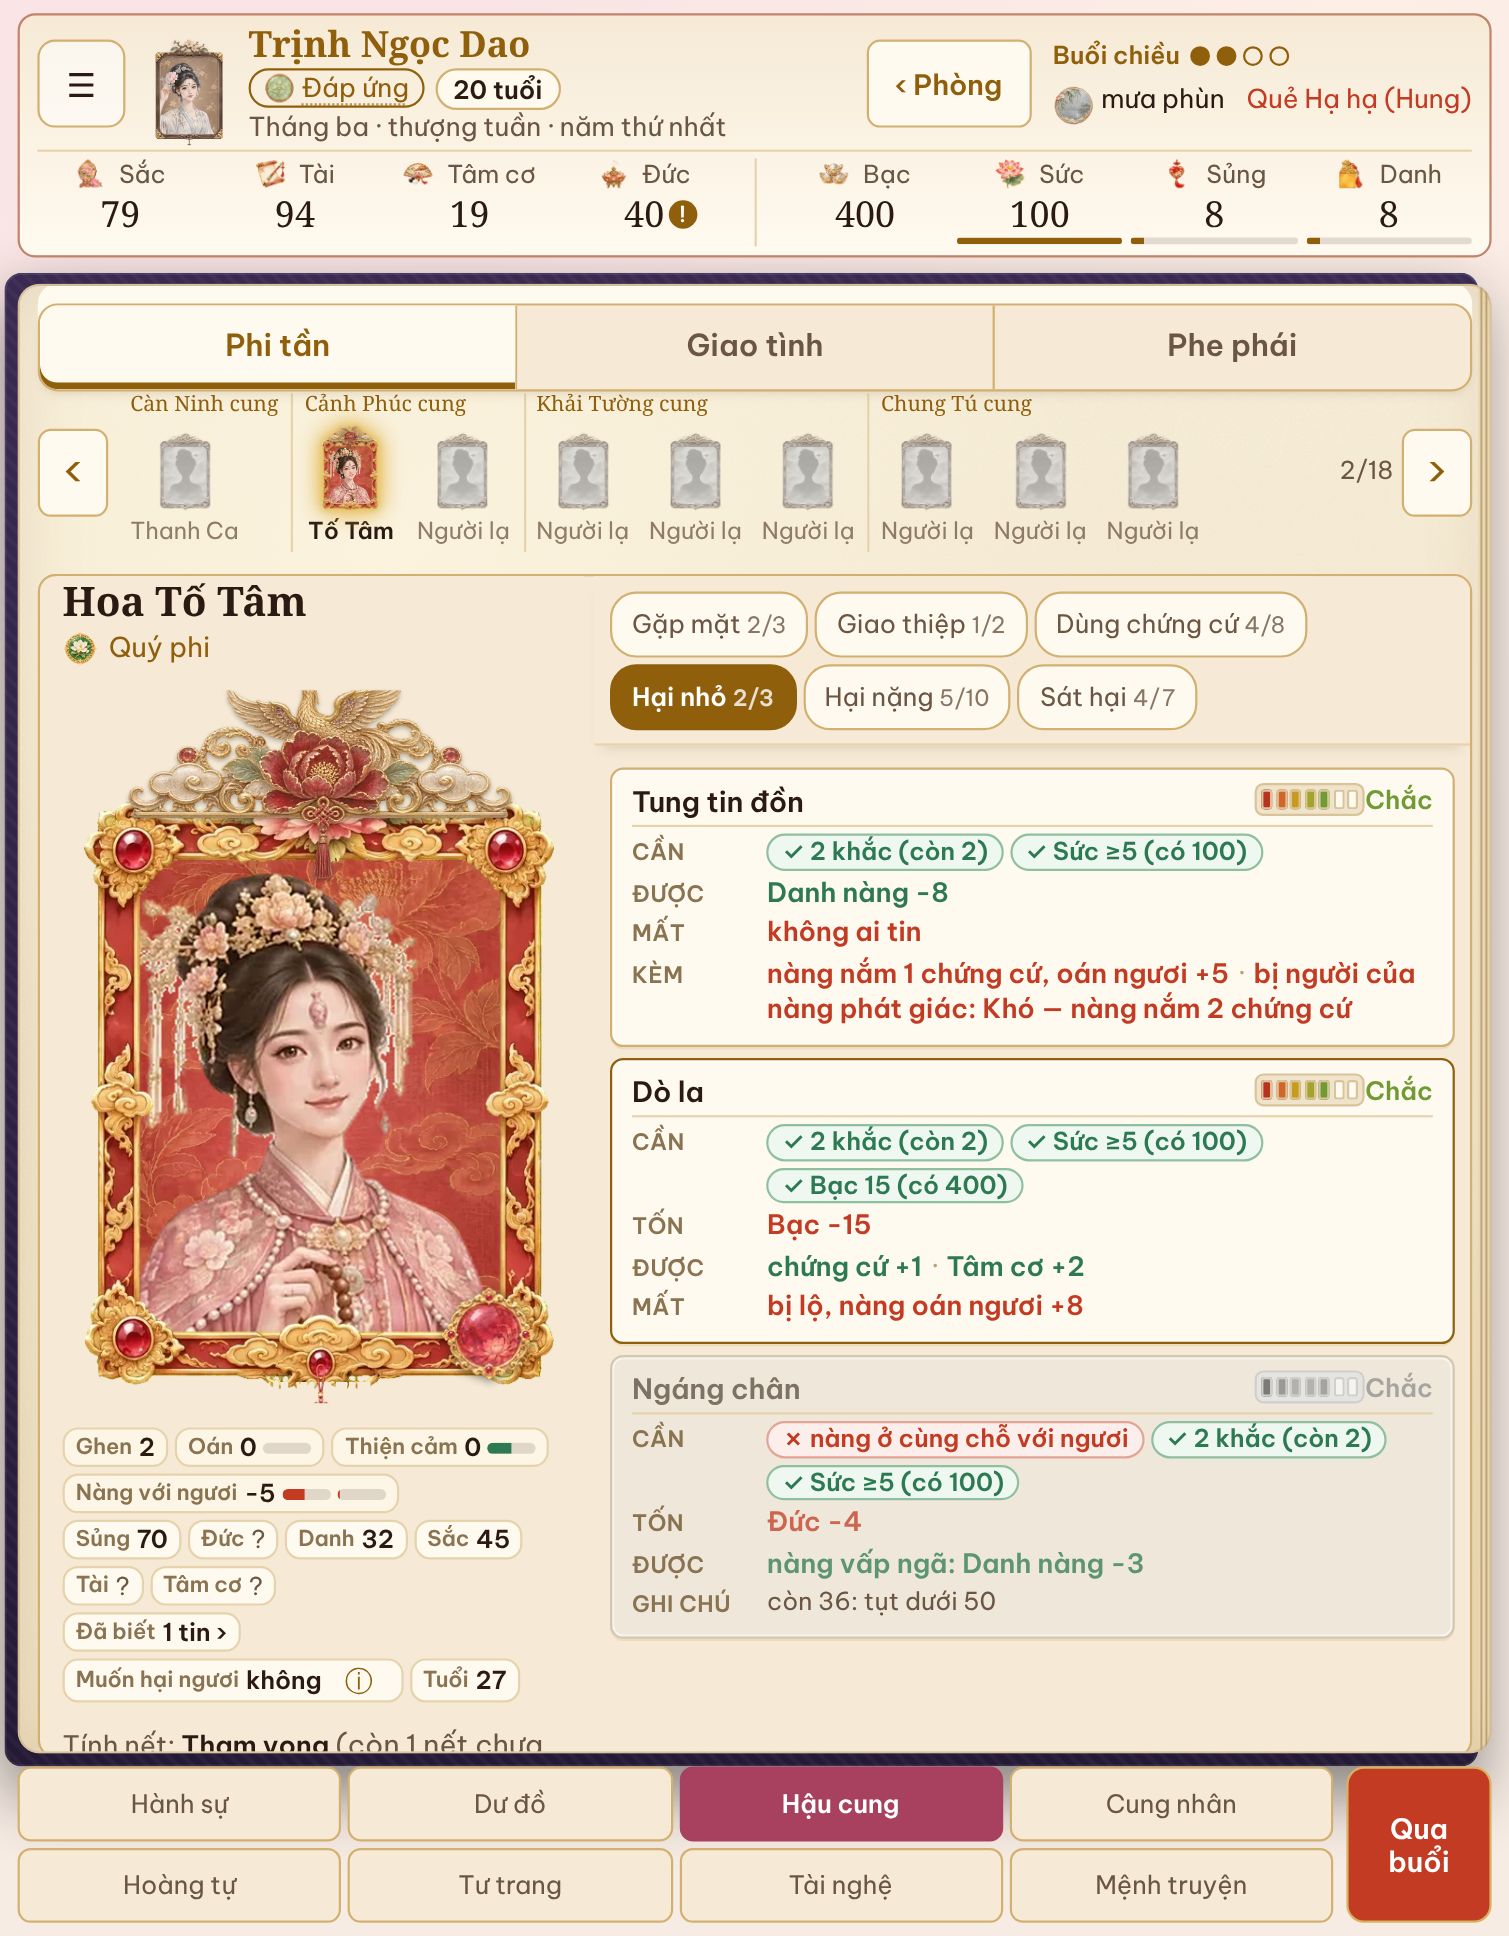 ☰
Trịnh Ngọc Dao
Đáp ứng
20 tuổi
Tháng ba · thượng tuần · năm thứ nhất
‹ Phòng
Buổi chiều
mưa phùn Quẻ Hạ hạ (Hung)
Sắc Tài Tâm cơ Đức Bạc Sức Sủng Danh
79 94 19 40 ! 400 100 8 8
Phi tần
Giao tình
Phe phái
Càn Ninh cung
Cảnh Phúc cung
Khải Tường cung
Chung Tú cung
‹
2/18
›
Thanh Ca
Tố Tâm
Người lạ
Người lạ
Người lạ
Người lạ
Người lạ
Người lạ
Người lạ
Hoa Tố Tâm
Quý phi
Ghen 2
Oán 0
Thiện cảm 0
Nàng với ngươi -5
Sủng 70
Đức ?
Danh 32
Sắc 45
Tài ?
Tâm cơ ?
Đã biết 1 tin ›
Muốn hại ngươi không ⓘ
Tuổi 27
Tính nết: Tham vọng (còn 1 nết chưa
Gặp mặt 2/3
Giao thiệp 1/2
Dùng chứng cứ 4/8
Hại nhỏ 2/3
Hại nặng 5/10
Sát hại 4/7
Tung tin đồn
Chắc
CẦN ✓ 2 khắc (còn 2) ✓ Sức ≥5 (có 100)
ĐƯỢC Danh nàng -8
MẤT không ai tin
KÈM nàng nắm 1 chứng cứ, oán ngươi +5 · bị người của
nàng phát giác: Khó — nàng nắm 2 chứng cứ
Dò la
Chắc
CẦN ✓ 2 khắc (còn 2) ✓ Sức ≥5 (có 100)
✓ Bạc 15 (có 400)
TỐN Bạc -15
ĐƯỢC chứng cứ +1 · Tâm cơ +2
MẤT bị lộ, nàng oán ngươi +8
Ngáng chân
Chắc
CẦN × nàng ở cùng chỗ với ngươi ✓ 2 khắc (còn 2)
✓ Sức ≥5 (có 100)
TỐN Đức -4
ĐƯỢC nàng vấp ngã: Danh nàng -3
GHI CHÚ còn 36: tụt dưới 50
Hành sự
Dư đồ
Hậu cung
Cung nhân
Hoàng tự
Tư trang
Tài nghệ
Mệnh truyện
Qua
buổi